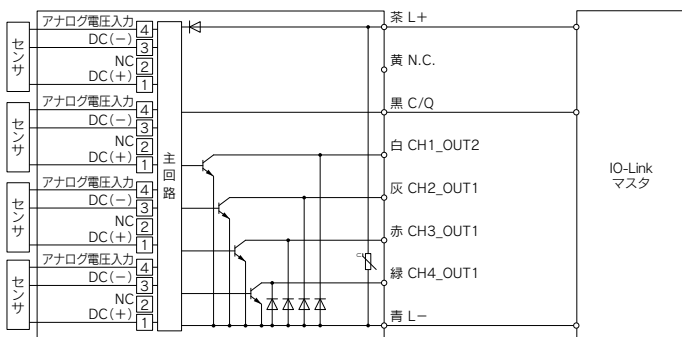 センサ
アナログ電圧入力 4
DC(−) 3
NC 2
DC(+) 1
センサ
アナログ電圧入力 4
DC(−) 3
NC 2
DC(+) 1
センサ
アナログ電圧入力 4
DC(−) 3
NC 2
DC(+) 1
センサ
アナログ電圧入力 4
DC(−) 3
NC 2
DC(+) 1
主回路
茶 L+
黄 N.C.
黒 C/Q
白 CH1_OUT2
灰 CH2_OUT1
赤 CH3_OUT1
緑 CH4_OUT1
青 L−
IO-Link
マスタ